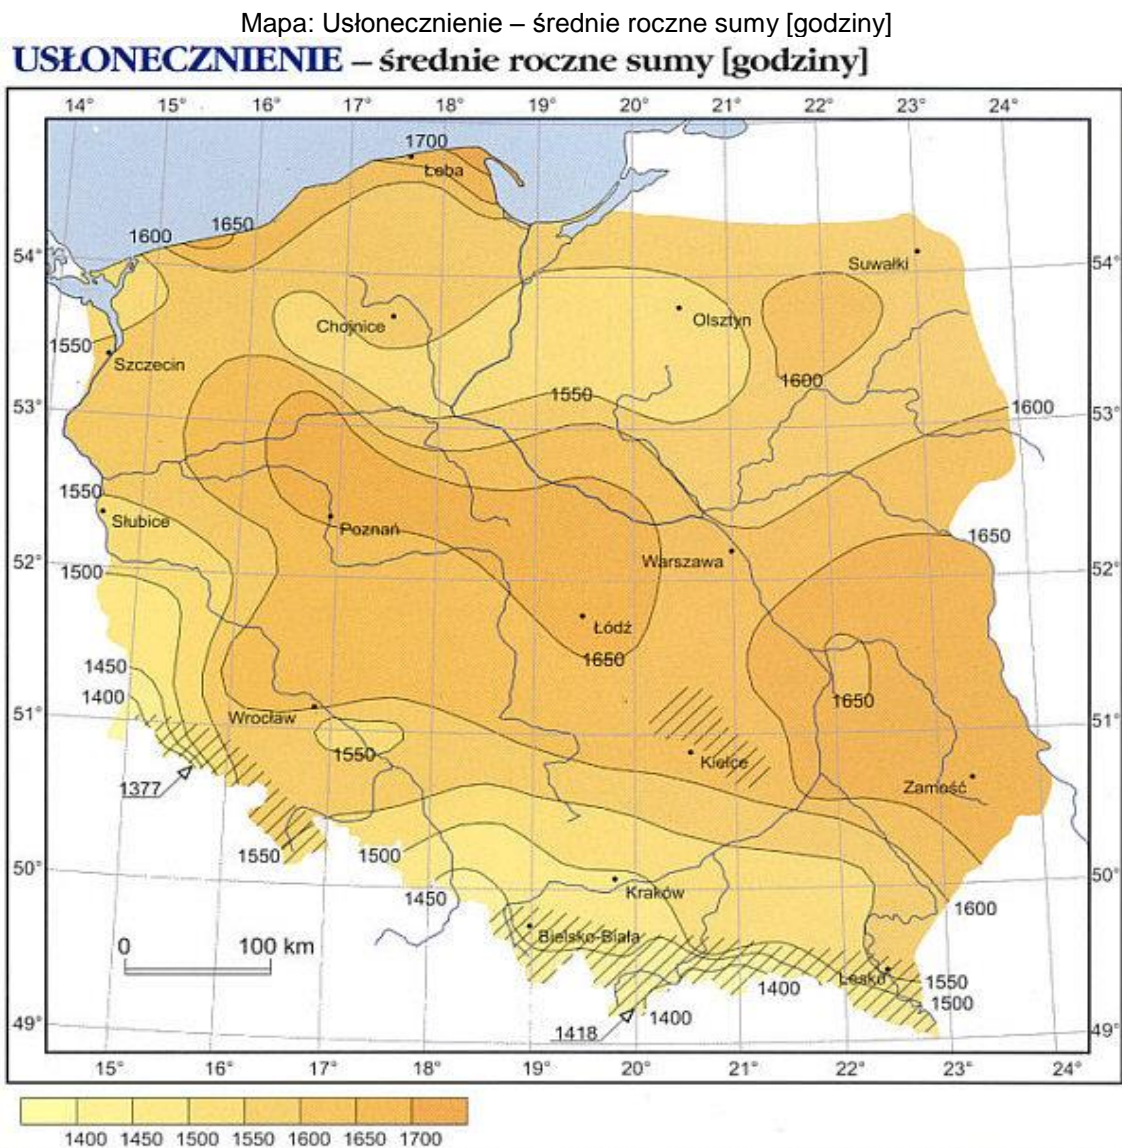 Mapa: Usłonecznienie – średnie roczne sumy [godziny]
USŁONECZNIENIE – średnie roczne sumy [godziny]
14° 15° 16° 17° 18° 19° 20° 21° 22° 23° 24°
1700
Łeba
1650
1600
54° 54°
Suwałki
Chojnice
Olsztyn
1550
Szczecin
1600
1550
53° 1600 53°
1550
Słubice
Poznań
1650
Warszawa
52° 52°
1500
Łódź
1650
1450
1400
1650
51° Wrocław 51°
1550
Kielce
1377
Zamość
1550
1500
50° 50°
1450
Kraków
1600
Bielsko-Biała
0 100 km
Lesko
1550
1400
1500
1400
49° 1418 49°
15° 16° 17° 18° 19° 20° 21° 22° 23° 24°
1400 1450 1500 1550 1600 1650 1700